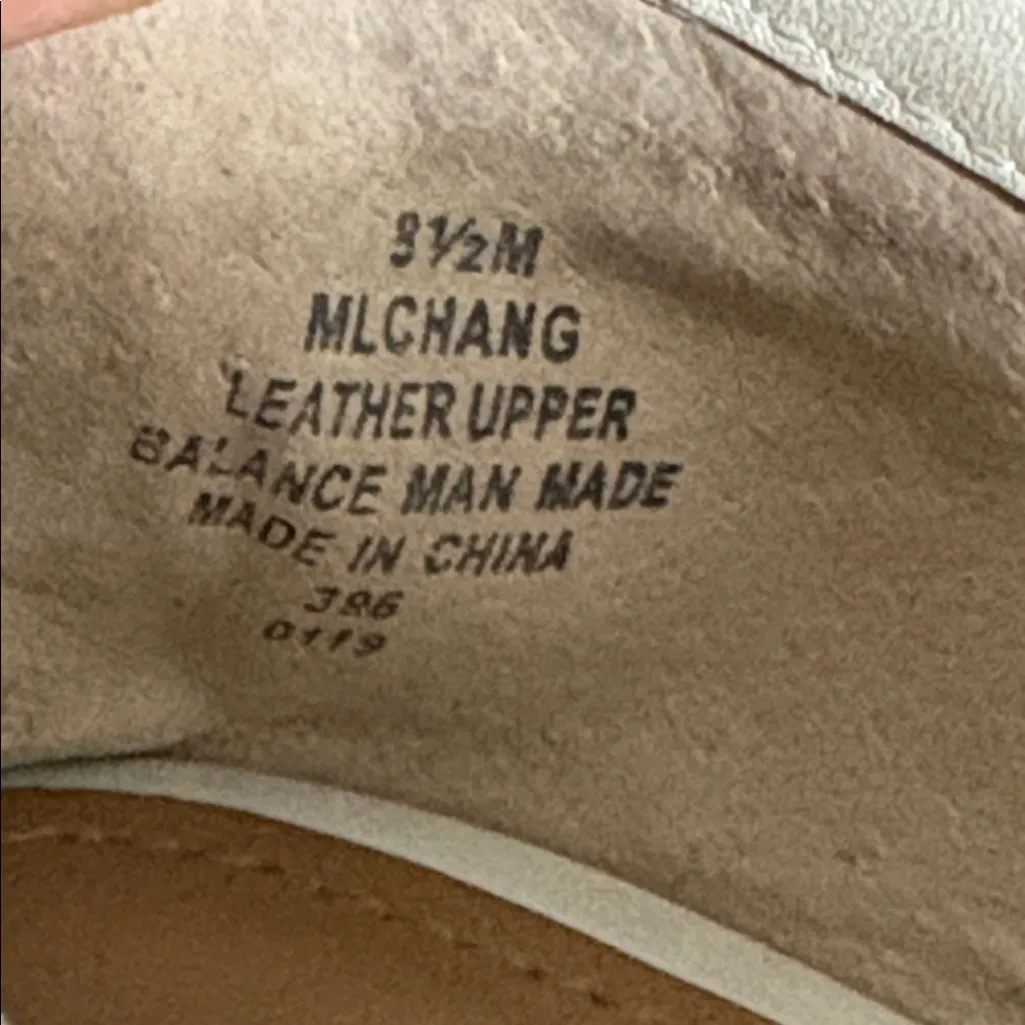 8½M
MLCHANG
LEATHER UPPER
BALANCE MAN MADE
MADE IN CHINA
386
0119